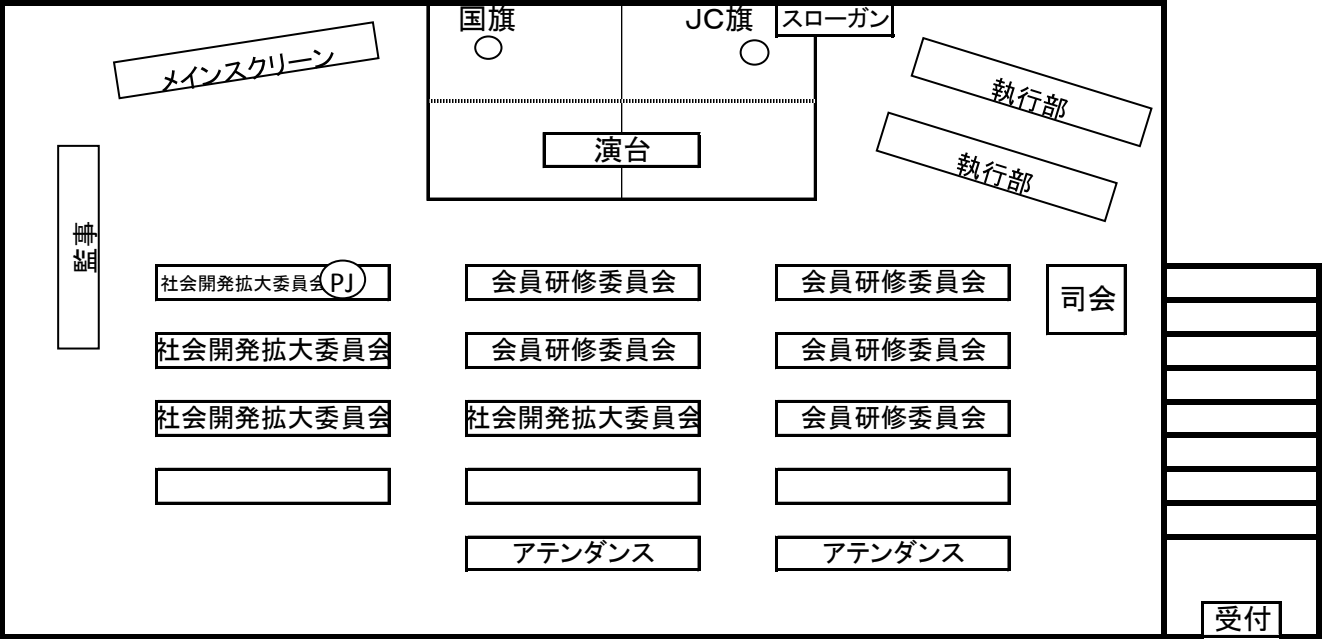 国旗
JC旗
スローガン
メインスクリーン
執行部
演台
執行部
監事
社会開発拡大委員会
PJ
会員研修委員会
会員研修委員会
司会
社会開発拡大委員会
会員研修委員会
会員研修委員会
社会開発拡大委員会
社会開発拡大委員会
会員研修委員会
アテンダンス
アテンダンス
受付